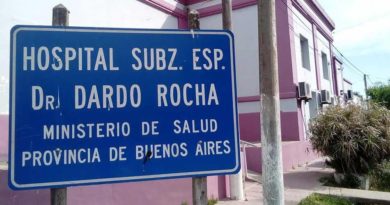 HOSPITAL SUBZ. ESP.
DR. DARDO ROCHA
MINISTERIO DE SALUD
PROVINCIA DE BUENOS AIRES